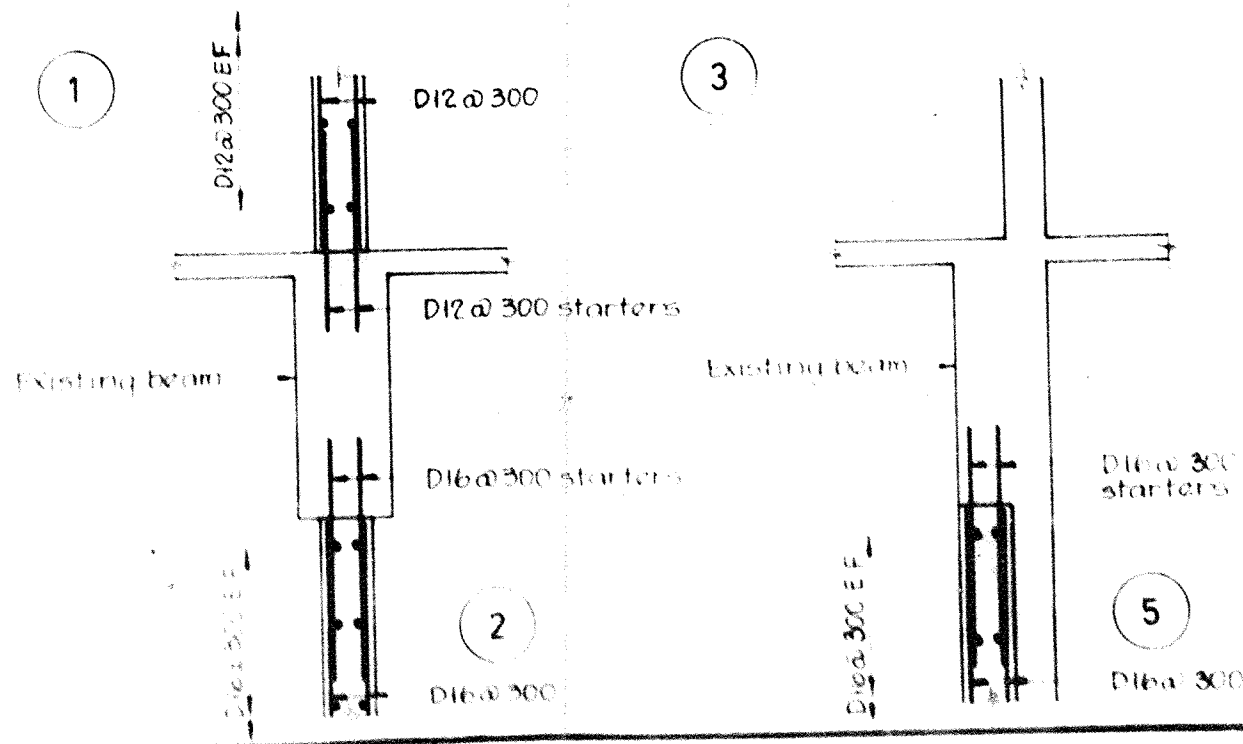 1
D12@300 EF
D12@300
D12@300 starters
Existing beam
D16@300 starters
2
D16@300
3
Existing beam
D16@300
starters
300 EF
5
D16@300